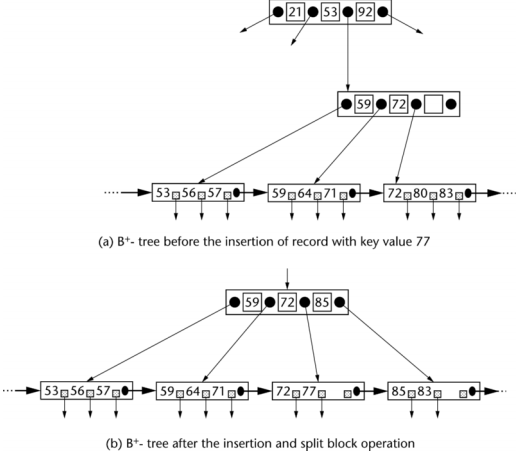 21 53 92
59 72
53 56 57 59 64 71 72 80 83
(a) B+- tree before the insertion of record with key value 77
59 72 85
53 56 57 59 64 71 72 77 85 83
(b) B+- tree after the insertion and split block operation